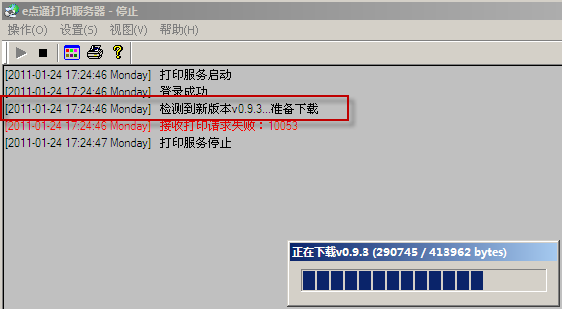 e点通打印服务器 - 停止
操作(O) 设置(S) 视图(V) 帮助(H)
[2011-01-24 17:24:46 Monday] 打印服务启动
[2011-01-24 17:24:46 Monday] 登录成功
[2011-01-24 17:24:46 Monday] 检测到新版本v0.9.3...准备下载
[2011-01-24 17:24:46 Monday] 接收打印请求失败：10053
[2011-01-24 17:24:47 Monday] 打印服务停止
正在下载v0.9.3 (290745 / 413962 bytes)